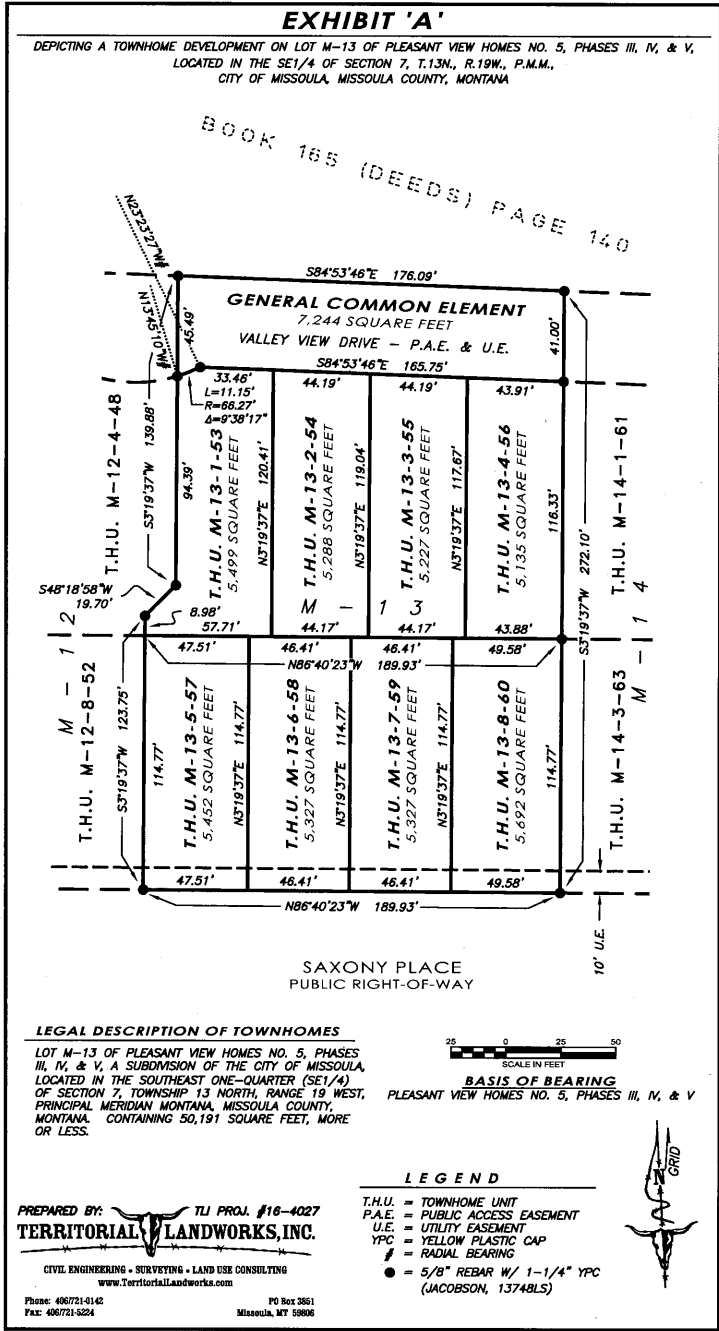 EXHIBIT 'A'
DEPICTING A TOWNHOME DEVELOPMENT ON LOT M-13 OF PLEASANT VIEW HOMES NO. 5, PHASES III, IV, & V,
LOCATED IN THE SE1/4 OF SECTION 7, T.13N., R.19W., P.M.M.,
CITY OF MISSOULA, MISSOULA COUNTY, MONTANA
BOOK 165 (DEEDS) PAGE 140
N23°23'27"W#
N13°45'10"W#
S84°53'46"E 176.09'
GENERAL COMMON ELEMENT
7,244 SQUARE FEET
VALLEY VIEW DRIVE - P.A.E. & U.E.
45.49'
41.00'
S84°53'46"E 165.75'
33.46'
44.19'
44.19'
43.91'
L=11.15'
R=66.27'
Δ=9°38'17"
T.H.U. M-12-4-48
S3°19'37"W 139.88'
94.39'
T.H.U. M-13-1-53
5,499 SQUARE FEET
N3°19'37"E 120.41'
T.H.U. M-13-2-54
5,288 SQUARE FEET
N3°19'37"E 119.04'
T.H.U. M-13-3-55
5,227 SQUARE FEET
N3°19'37"E 117.67'
T.H.U. M-13-4-56
5,135 SQUARE FEET
116.33'
S3°19'37"W 272.10'
T.H.U. M-14-1-61
S48°18'58"W
19.70'
8.98'
M - 1 3
57.71'
44.17'
44.17'
43.88'
M - 1 2
M - 1 4
47.51'
46.41'
46.41'
49.58'
N86°40'23"W 189.93'
T.H.U. M-12-8-52
S3°19'37"W 123.75'
114.77'
T.H.U. M-13-5-57
5,452 SQUARE FEET
N3°19'37"E 114.77'
T.H.U. M-13-6-58
5,327 SQUARE FEET
N3°19'37"E 114.77'
T.H.U. M-13-7-59
5,327 SQUARE FEET
N3°19'37"E 114.77'
T.H.U. M-13-8-60
5,692 SQUARE FEET
114.77'
T.H.U. M-14-3-63
47.51'
46.41'
46.41'
49.58'
N86°40'23"W 189.93'
10' U.E.
SAXONY PLACE
PUBLIC RIGHT-OF-WAY
LEGAL DESCRIPTION OF TOWNHOMES
LOT M-13 OF PLEASANT VIEW HOMES NO. 5, PHASES
III, IV, & V, A SUBDIVISION OF THE CITY OF MISSOULA,
LOCATED IN THE SOUTHEAST ONE-QUARTER (SE1/4)
OF SECTION 7, TOWNSHIP 13 NORTH, RANGE 19 WEST,
PRINCIPAL MERIDIAN MONTANA, MISSOULA COUNTY,
MONTANA. CONTAINING 50,191 SQUARE FEET, MORE
OR LESS.
25 0 25 50
SCALE IN FEET
BASIS OF BEARING
PLEASANT VIEW HOMES NO. 5, PHASES III, IV, & V
N
GRID
LEGEND
T.H.U. = TOWNHOME UNIT
P.A.E. = PUBLIC ACCESS EASEMENT
U.E. = UTILITY EASEMENT
YPC = YELLOW PLASTIC CAP
# = RADIAL BEARING
● = 5/8" REBAR W/ 1-1/4" YPC
(JACOBSON, 13748LS)
PREPARED BY: TLI PROJ. #16-4027
TERRITORIAL LANDWORKS, INC.
CIVIL ENGINEERING • SURVEYING • LAND USE CONSULTING
www.TerritorialLandworks.com
Phone: 406/721-0142
Fax: 406/721-5224
PO Box 3851
Missoula, MT 59806